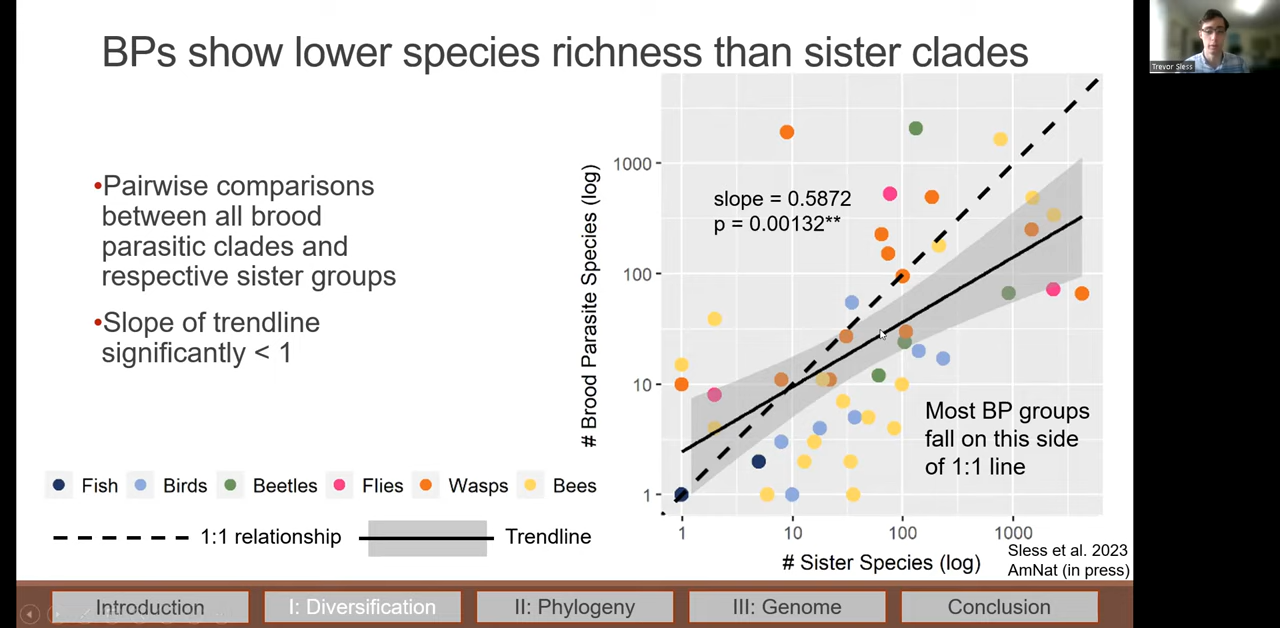 BPs show lower species richness than sister clades
Trevor Sless
•Pairwise comparisons
between all brood
parasitic clades and
respective sister groups
•Slope of trendline
significantly < 1
# Brood Parasite Species (log)
1000
100
10
1
slope = 0.5872
p = 0.00132**
Most BP groups
fall on this side
of 1:1 line
1 10 100 1000
# Sister Species (log)
Fish Birds Beetles Flies Wasps Bees
1:1 relationship Trendline
Sless et al. 2023
AmNat (in press)
Introduction I: Diversification II: Phylogeny III: Genome Conclusion